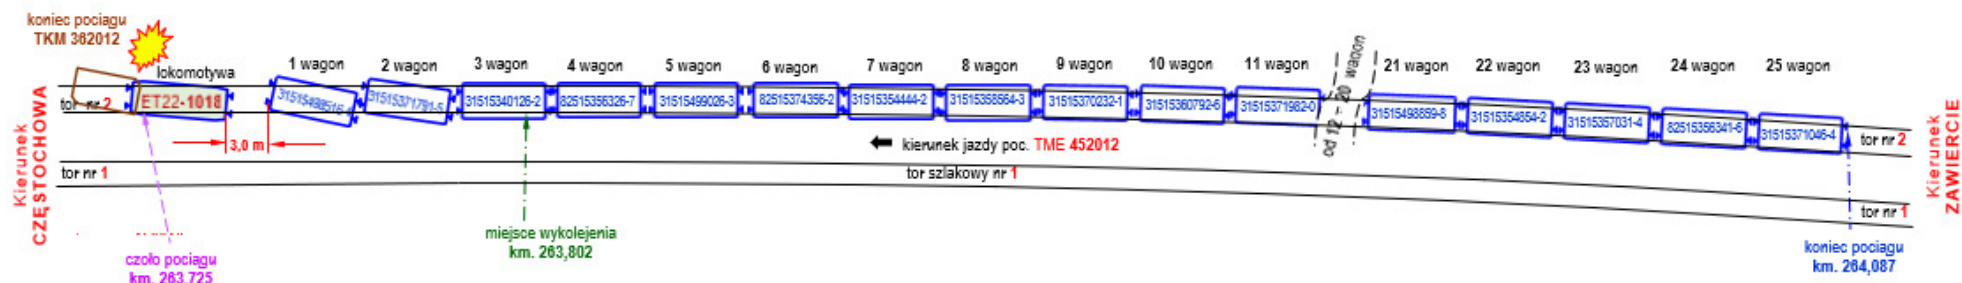 koniec pociągu
TKM 362012
lokomotywa
1 wagon
2 wagon
3 wagon
4 wagon
5 wagon
6 wagon
7 wagon
8 wagon
9 wagon
10 wagon
11 wagon
od 12 – 20 wagon
21 wagon
22 wagon
23 wagon
24 wagon
25 wagon
Kierunek
CZĘSTOCHOWA
tor nr 2
ET22-1018
31515371791-5
31515340126-2
82515356326-7
31515499026-3
82515374356-2
31515354444-2
31515358564-3
31515370232-1
31515360792-6
31515371982-0
31515498859-8
31515354854-2
31515357031-4
82515356341-6
31515371046-4
tor nr 2
3,0 m
kierunek jazdy poc. TME 452012
tor nr 1
tor szlakowy nr 1
tor nr 1
Kierunek
ZAWIERCIE
miejsce wykolejenia
km. 263,802
czoło pociągu
km. 263,725
koniec pociągu
km. 264,087